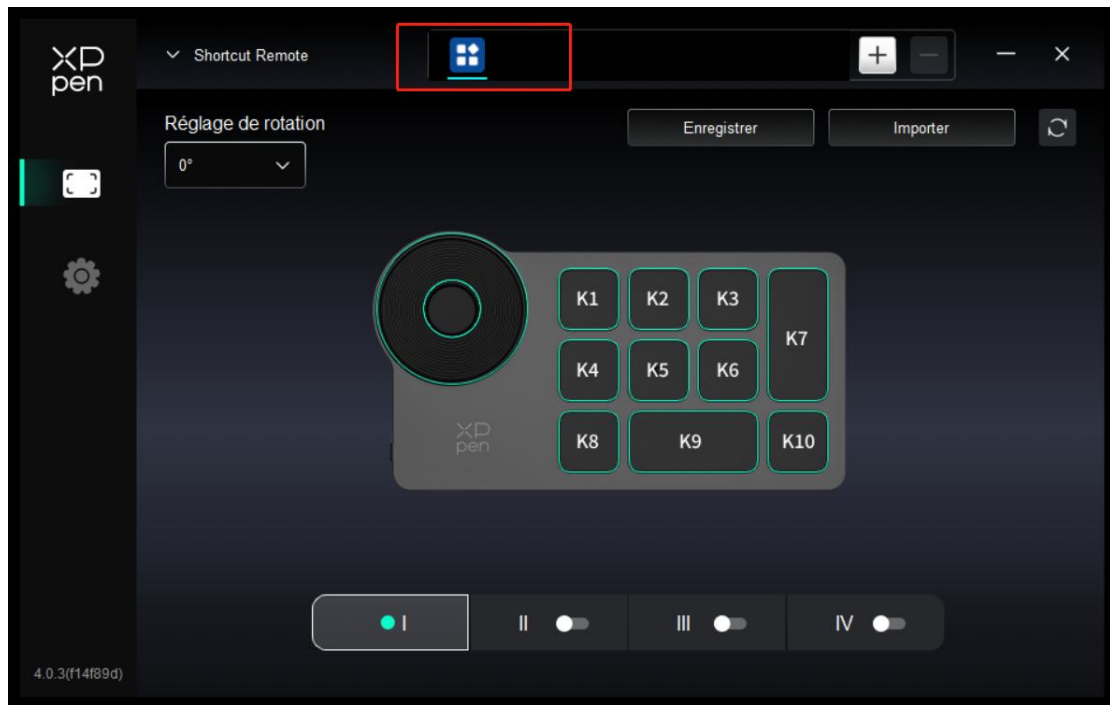 XP
pen
Shortcut Remote
Réglage de rotation
Enregistrer
Importer
0°
K1 K2 K3
K7
K4 K5 K6
XP
pen
K8 K9 K10
I II III IV
4.0.3(f14f89d)